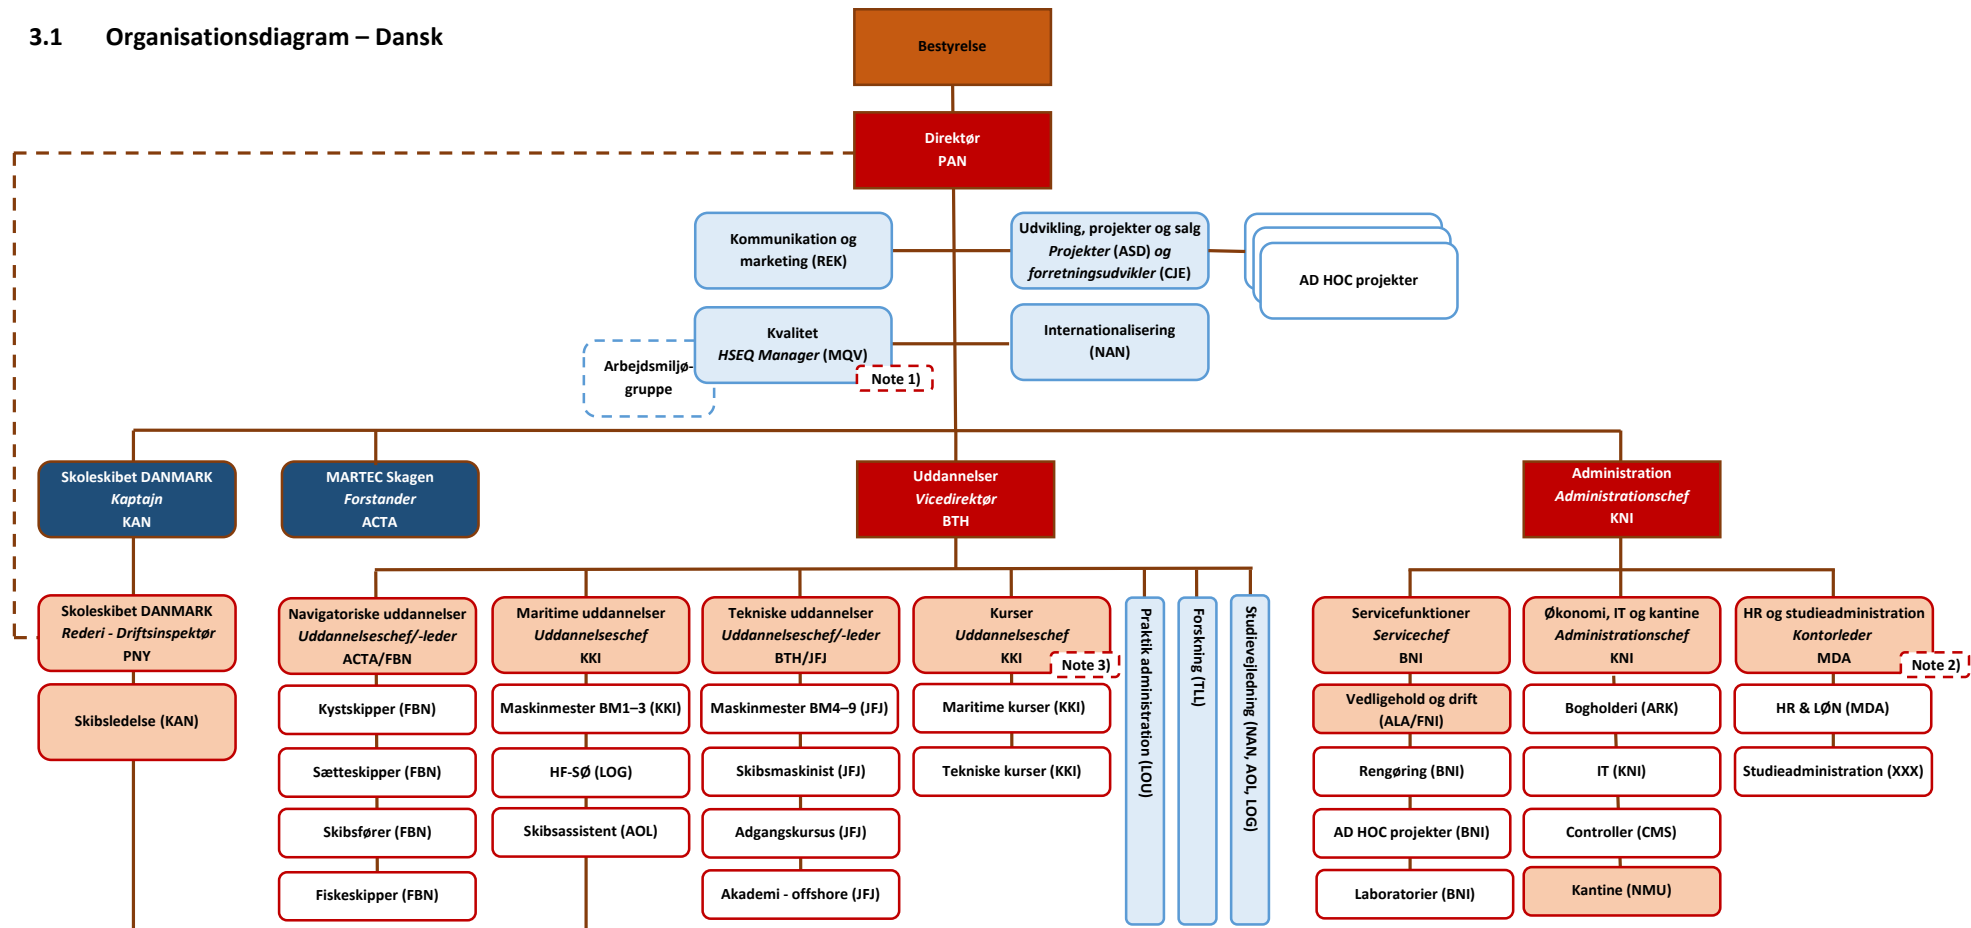 3.1 Organisationsdiagram – Dansk
Bestyrelse
Direktør
PAN
Kommunikation og
marketing (REK)
Udvikling, projekter og salg
Projekter (ASD) og
forretningsudvikler (CJE)
AD HOC projekter
Kvalitet
HSEQ Manager (MQV)
Note 1)
Arbejdsmiljø-
gruppe
Internationalisering
(NAN)
Skoleskibet DANMARK
Kaptajn
KAN
MARTEC Skagen
Forstander
ACTA
Uddannelser
Vicedirektør
BTH
Administration
Administrationschef
KNI
Skoleskibet DANMARK
Rederi - Driftsinspektør
PNY
Skibsledelse (KAN)
Navigatoriske uddannelser
Uddannelseschef/-leder
ACTA/FBN
Kystskipper (FBN)
Sætteskipper (FBN)
Skibsfører (FBN)
Fiskeskipper (FBN)
Maritime uddannelser
Uddannelseschef
KKI
Maskinmester BM1–3 (KKI)
HF-SØ (LOG)
Skibsassistent (AOL)
Tekniske uddannelser
Uddannelseschef/-leder
BTH/JFJ
Maskinmester BM4–9 (JFJ)
Skibsmaskinist (JFJ)
Adgangskursus (JFJ)
Akademi - offshore (JFJ)
Kurser
Uddannelseschef
KKI
Note 3)
Maritime kurser (KKI)
Tekniske kurser (KKI)
Praktik administration (LOU)
Forskning (TLL)
Studievejledning (NAN, AOL, LOG)
Servicefunktioner
Servicechef
BNI
Vedligehold og drift
(ALA/FNI)
Rengøring (BNI)
AD HOC projekter (BNI)
Laboratorier (BNI)
Økonomi, IT og kantine
Administrationschef
KNI
Bogholderi (ARK)
IT (KNI)
Controller (CMS)
Kantine (NMU)
HR og studieadministration
Kontorleder
MDA
Note 2)
HR & LØN (MDA)
Studieadministration (XXX)